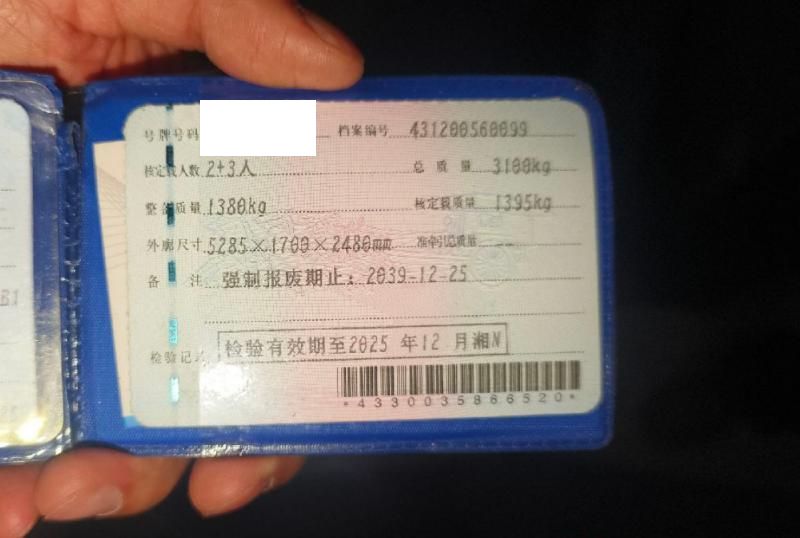 号牌号码 档案编号 431200560099
核定载人数 2+3人 总质量 3100kg
整备质量 1380kg 核定载质量 1395kg
外廓尺寸 5285×1700×2480mm 准牵引总质量 --
备注 强制报废期止：2039-12-25
检验记录 检验有效期至2025 年12 月湘N
*4330035866520*
B1